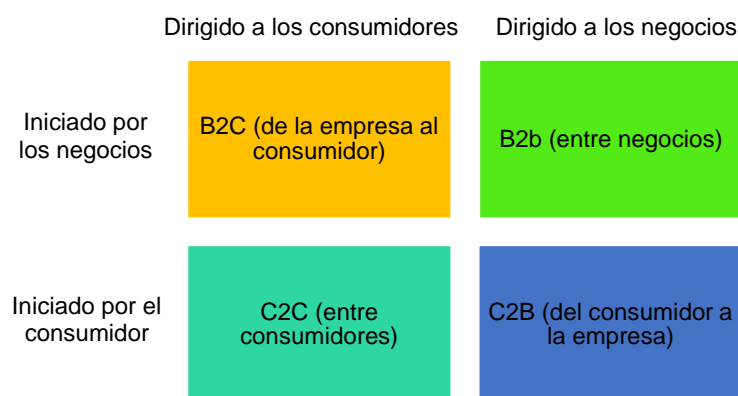 Dirigido a los consumidores
Dirigido a los negocios
Iniciado por
los negocios
B2C (de la empresa al
consumidor)
B2b (entre negocios)
Iniciado por el
consumidor
C2C (entre
consumidores)
C2B (del consumidor a
la empresa)